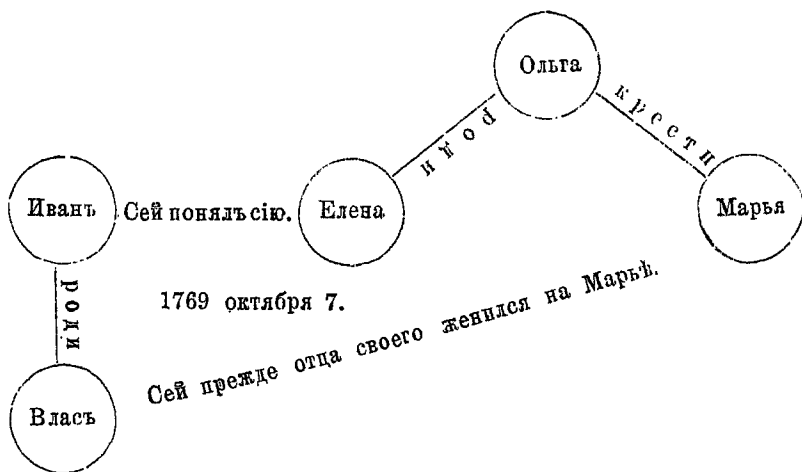 Ольга
роди
крести
Иванъ
Сей понялъ сію.
Елена
Марья
роди
1769 октября 7.
Сей прежде отца своего женился на Марьѣ.
Власъ